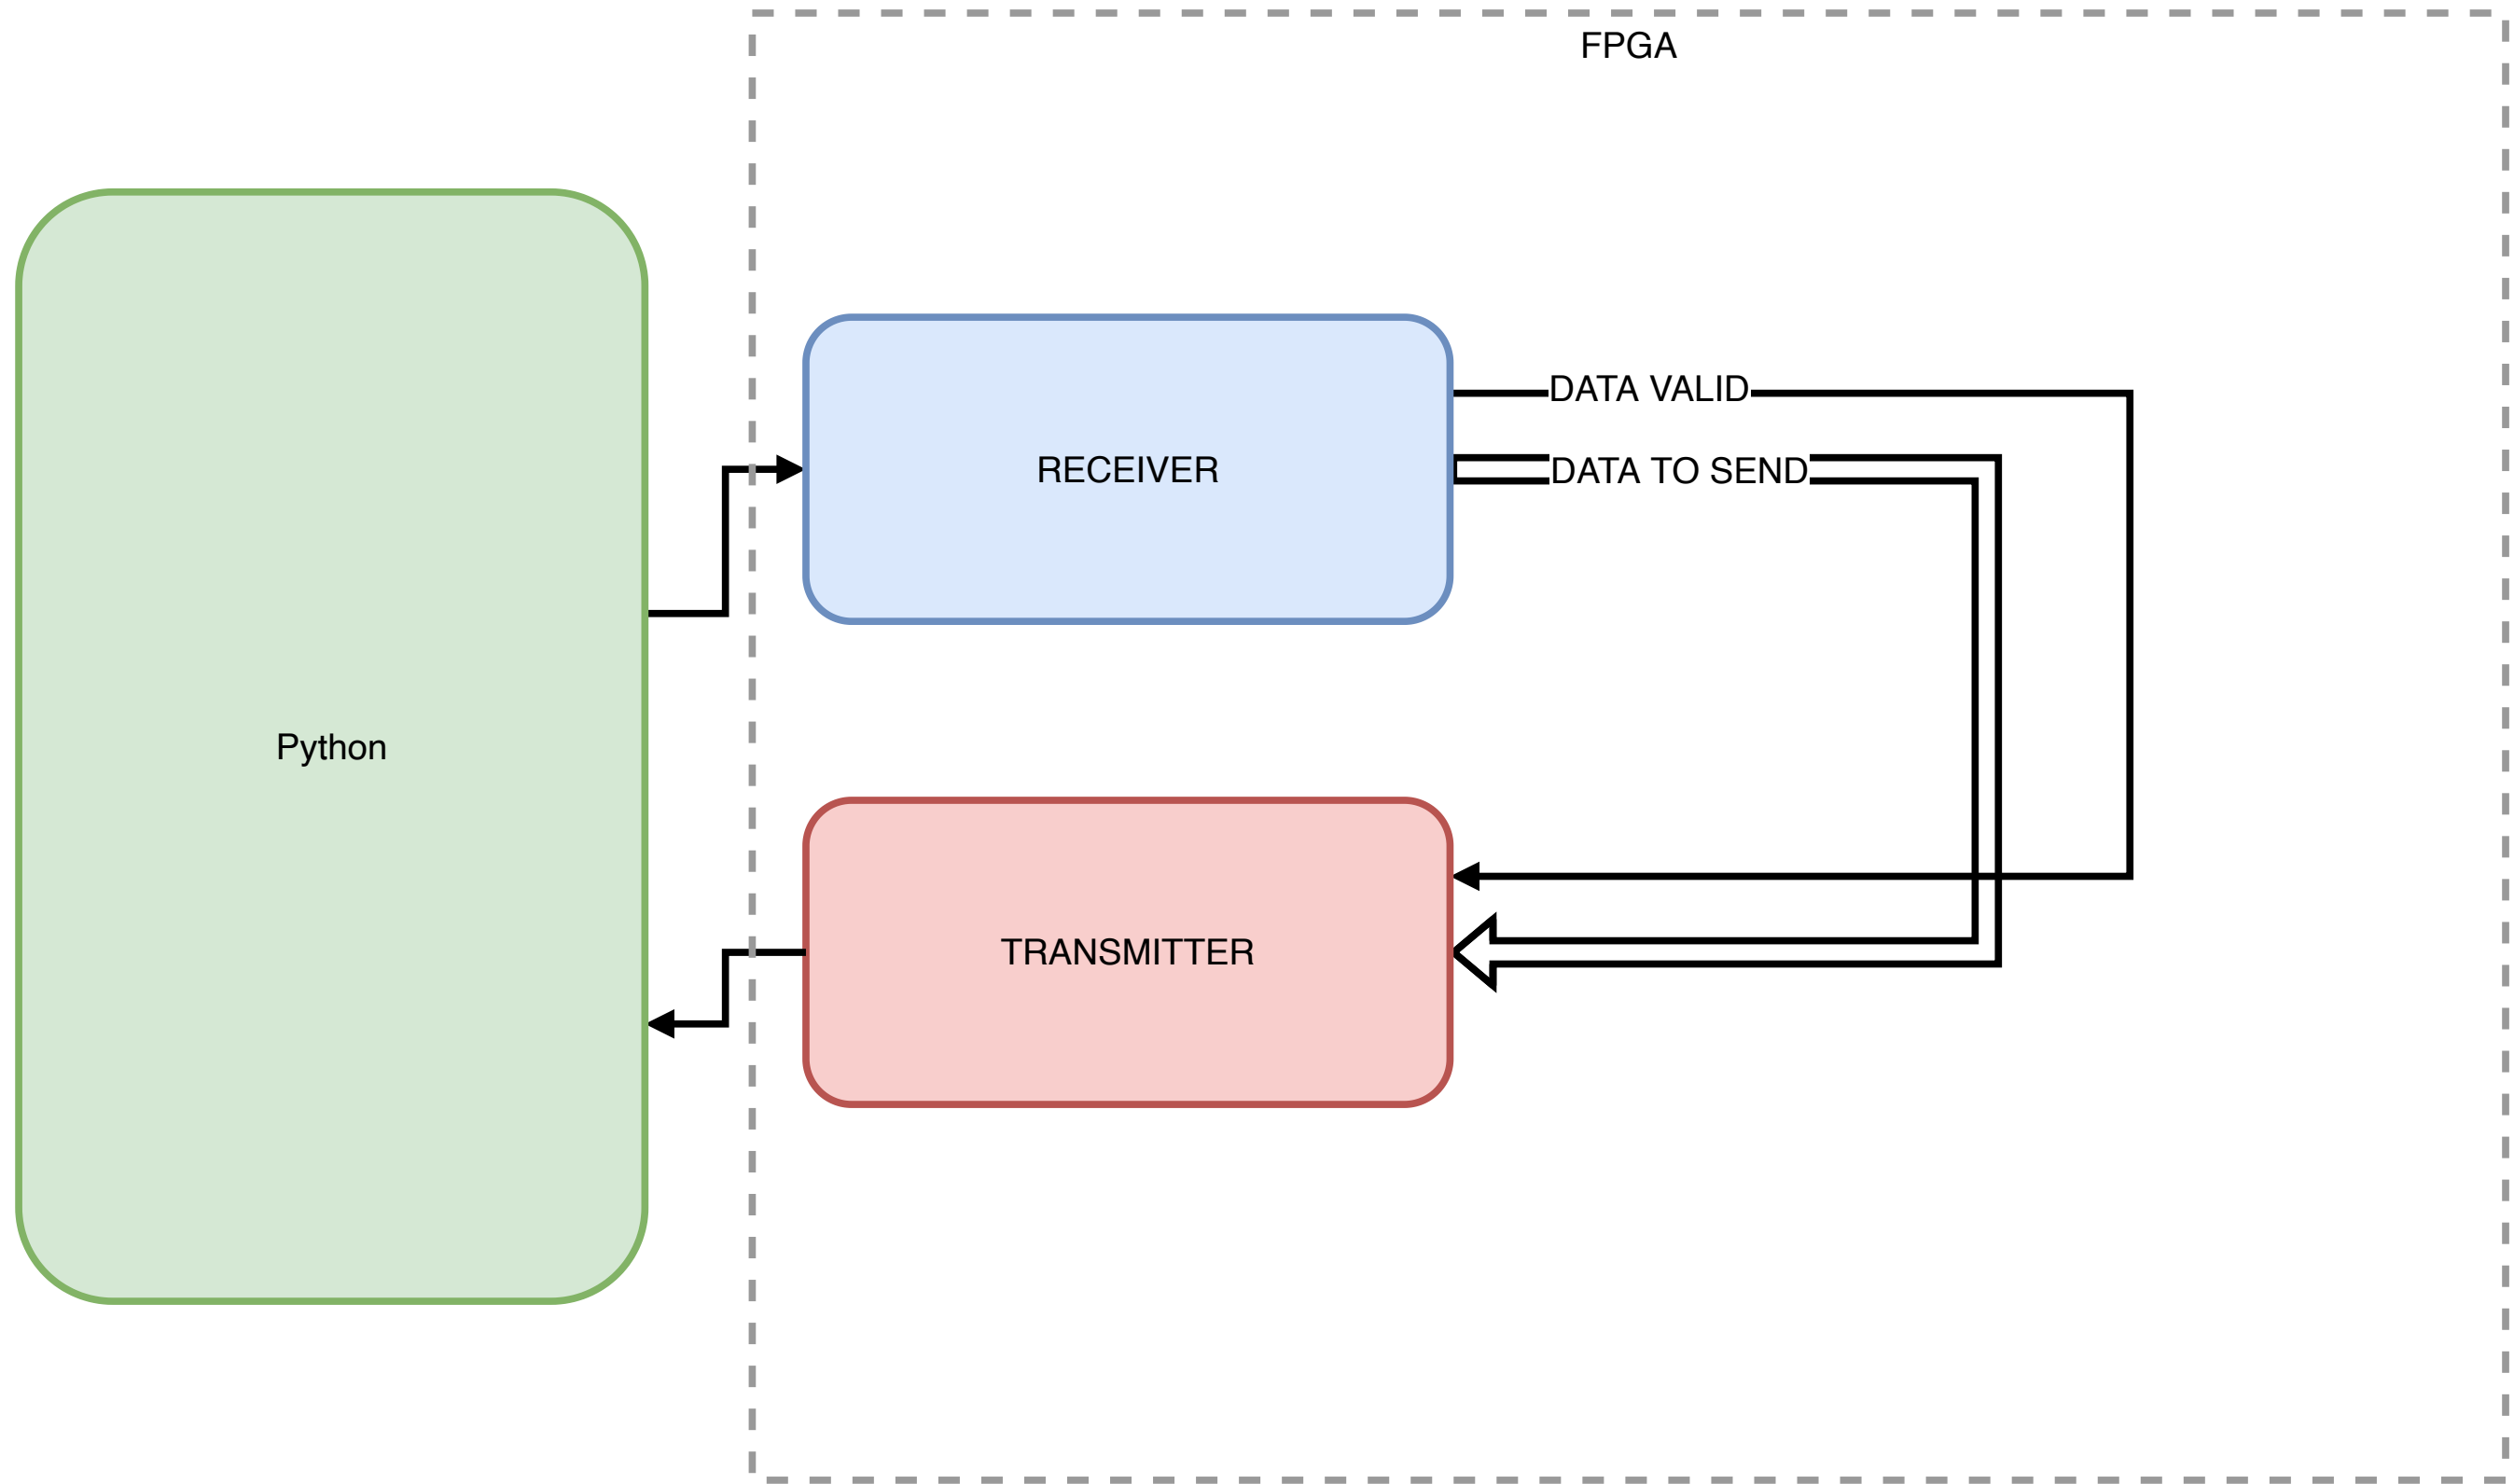 FPGA
DATA VALID
RECEIVER
DATA TO SEND
Python
TRANSMITTER